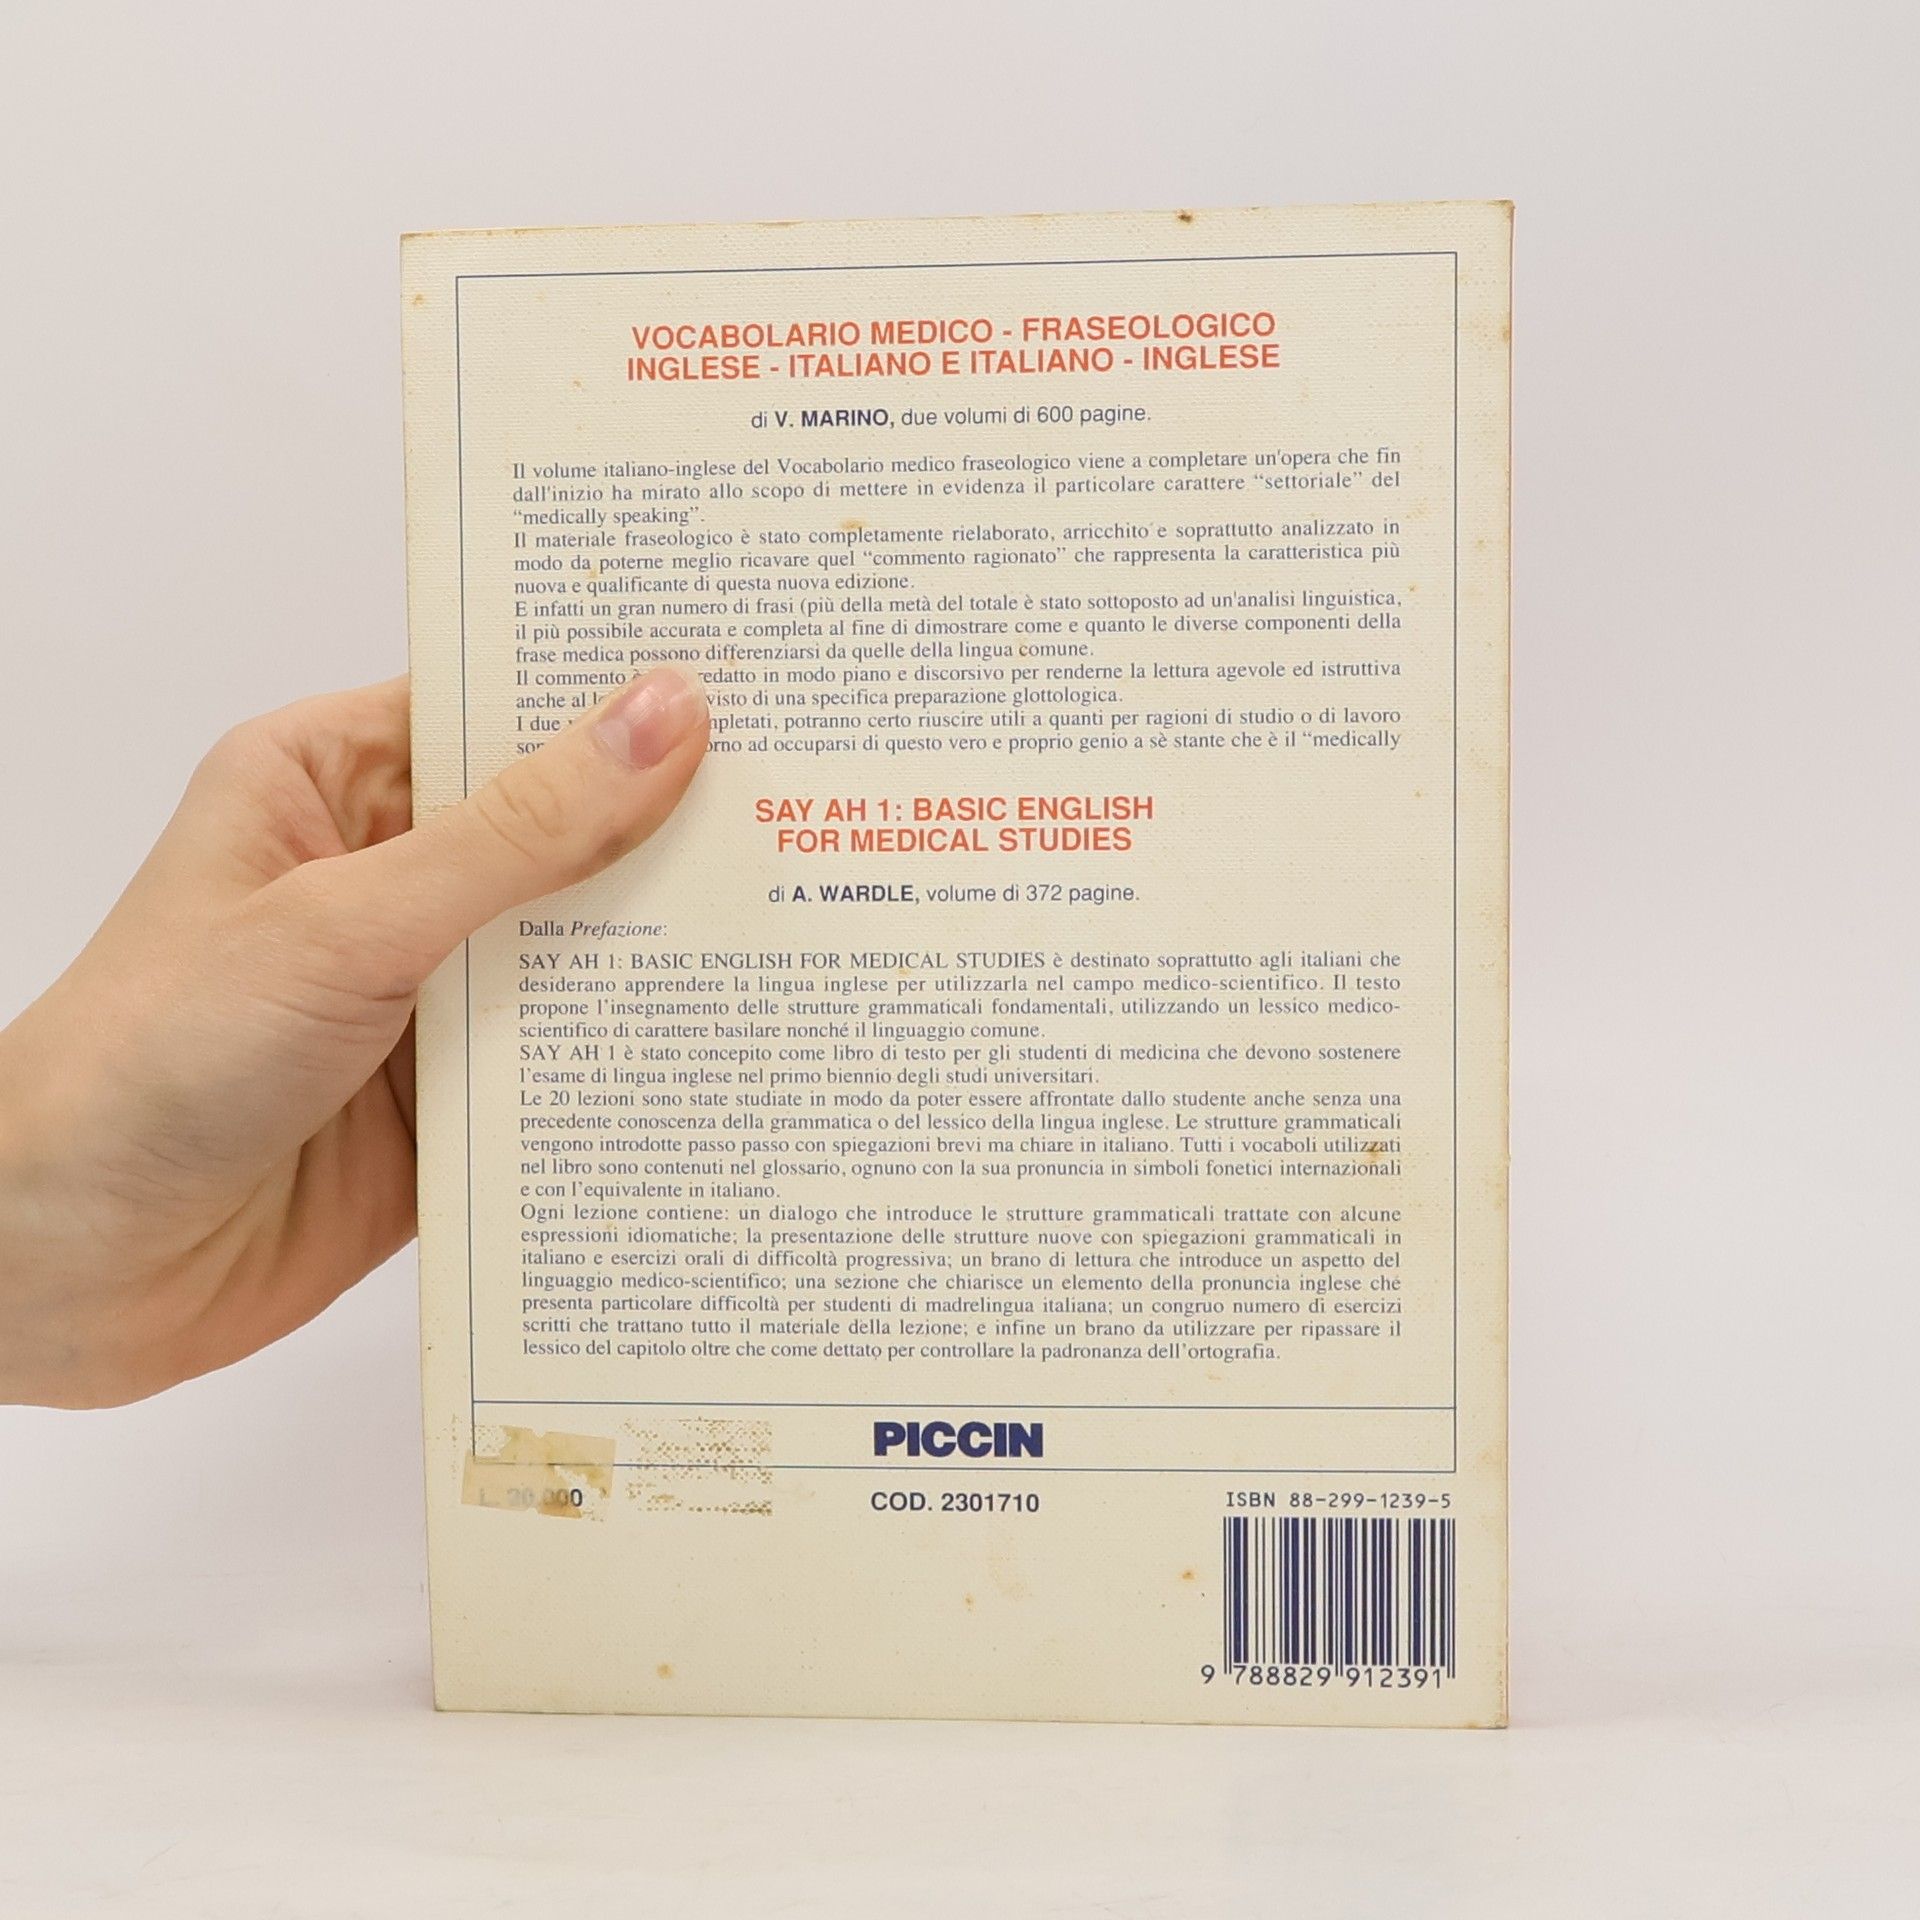 VOCABOLARIO MEDICO - FRASEOLOGICO
INGLESE - ITALIANO E ITALIANO - INGLESE
di V. MARINO, due volumi di 600 pagine.
Il volume italiano-inglese del Vocabolario medico fraseologico viene a completare un'opera che fin
dall'inizio ha mirato allo scopo di mettere in evidenza il particolare carattere “settoriale” del
“medically speaking”.
Il materiale fraseologico è stato completamente rielaborato, arricchito e soprattutto analizzato in
modo da poterne meglio ricavare quel “commento ragionato” che rappresenta la caratteristica più
nuova e qualificante di questa nuova edizione.
E infatti un gran numero di frasi (più della metà del totale è stato sottoposto ad un'analisi linguistica,
il più possibile accurata e completa al fine di dimostrare come e quanto le diverse componenti della
frase medica possono differenziarsi da quelle della lingua comune.
Il commento è redatto in modo piano e discorsivo per renderne la lettura agevole ed istruttiva
anche al di una specifica preparazione glottologica.
I due potranno certo riuscire utili a quanti per ragioni di studio o di lavoro
ad occuparsi di questo vero e proprio genio a sè stante che è il “medically
SAY AH 1: BASIC ENGLISH
FOR MEDICAL STUDIES
di A. WARDLE, volume di 372 pagine.
Dalla Prefazione:
SAY AH 1: BASIC ENGLISH FOR MEDICAL STUDIES è destinato soprattutto agli italiani che
desiderano apprendere la lingua inglese per utilizzarla nel campo medico-scientifico. Il testo
propone l’insegnamento delle strutture grammaticali fondamentali, utilizzando un lessico medico-
scientifico di carattere basilare nonché il linguaggio comune.
SAY AH 1 è stato concepito come libro di testo per gli studenti di medicina che devono sostenere
l’esame di lingua inglese nel primo biennio degli studi universitari.
Le 20 lezioni sono state studiate in modo da poter essere affrontate dallo studente anche senza una
precedente conoscenza della grammatica o del lessico della lingua inglese. Le strutture grammaticali
vengono introdotte passo passo con spiegazioni brevi ma chiare in italiano. Tutti i vocaboli utilizzati
nel libro sono contenuti nel glossario, ognuno con la sua pronuncia in simboli fonetici internazionali
e con l’equivalente in italiano.
Ogni lezione contiene: un dialogo che introduce le strutture grammaticali trattate con alcune
espressioni idiomatiche; la presentazione delle strutture nuove con spiegazioni grammaticali in
italiano e esercizi orali di difficoltà progressiva; un brano di lettura che introduce un aspetto del
linguaggio medico-scientifico; una sezione che chiarisce un elemento della pronuncia inglese che
presenta particolare difficoltà per studenti di madrelingua italiana; un congruo numero di esercizi
scritti che trattano tutto il materiale della lezione; e infine un brano da utilizzare per ripassare il
lessico del capitolo oltre che come dettato per controllare la padronanza dell’ortografia.
PICCIN
COD. 2301710
ISBN 88-299-1239-5
9 788829 912391